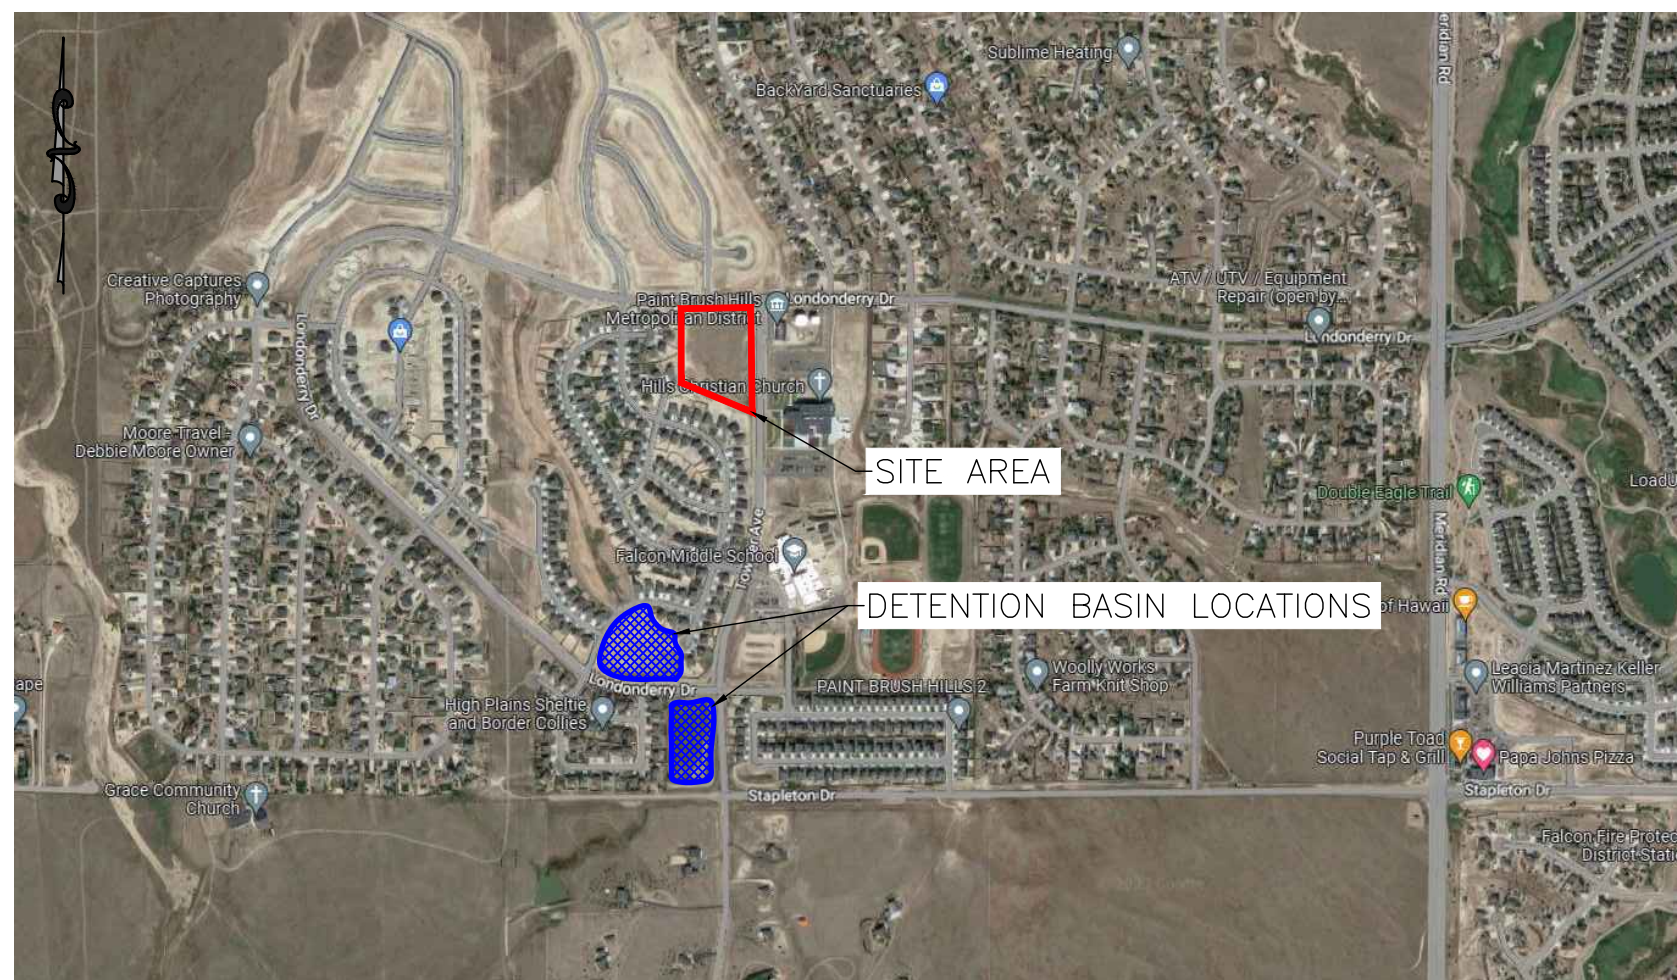 Sublime Heating
BackYard Sanctuaries
Meridian Rd
Creative Captures
Photography
Paint Brush Hills
Metropolitan District
Londonderry Dr
ATV / UTV / Equipment
Repair (open by...
Londonderry Dr
Londonderry Dr
Hills Christian Church
Moore Travel -
Debbie Moore Owner
SITE AREA
Double Eagle Trail
LoadU
Meridian Rd
Tower Ave
Falcon Middle School
DETENTION BASIN LOCATIONS
of Hawaii
Woolly Works
Farm Knit Shop
Leacia Martinez Keller
Williams Partners
ape
Londonderry Dr
PAINT BRUSH HILLS 2
High Plains Sheltie
and Border Collies
Purple Toad
Social Tap & Grill
Papa Johns Pizza
Grace Community
Church
Stapleton Dr
Stapleton Dr
Falcon Fire Protec
District Stati